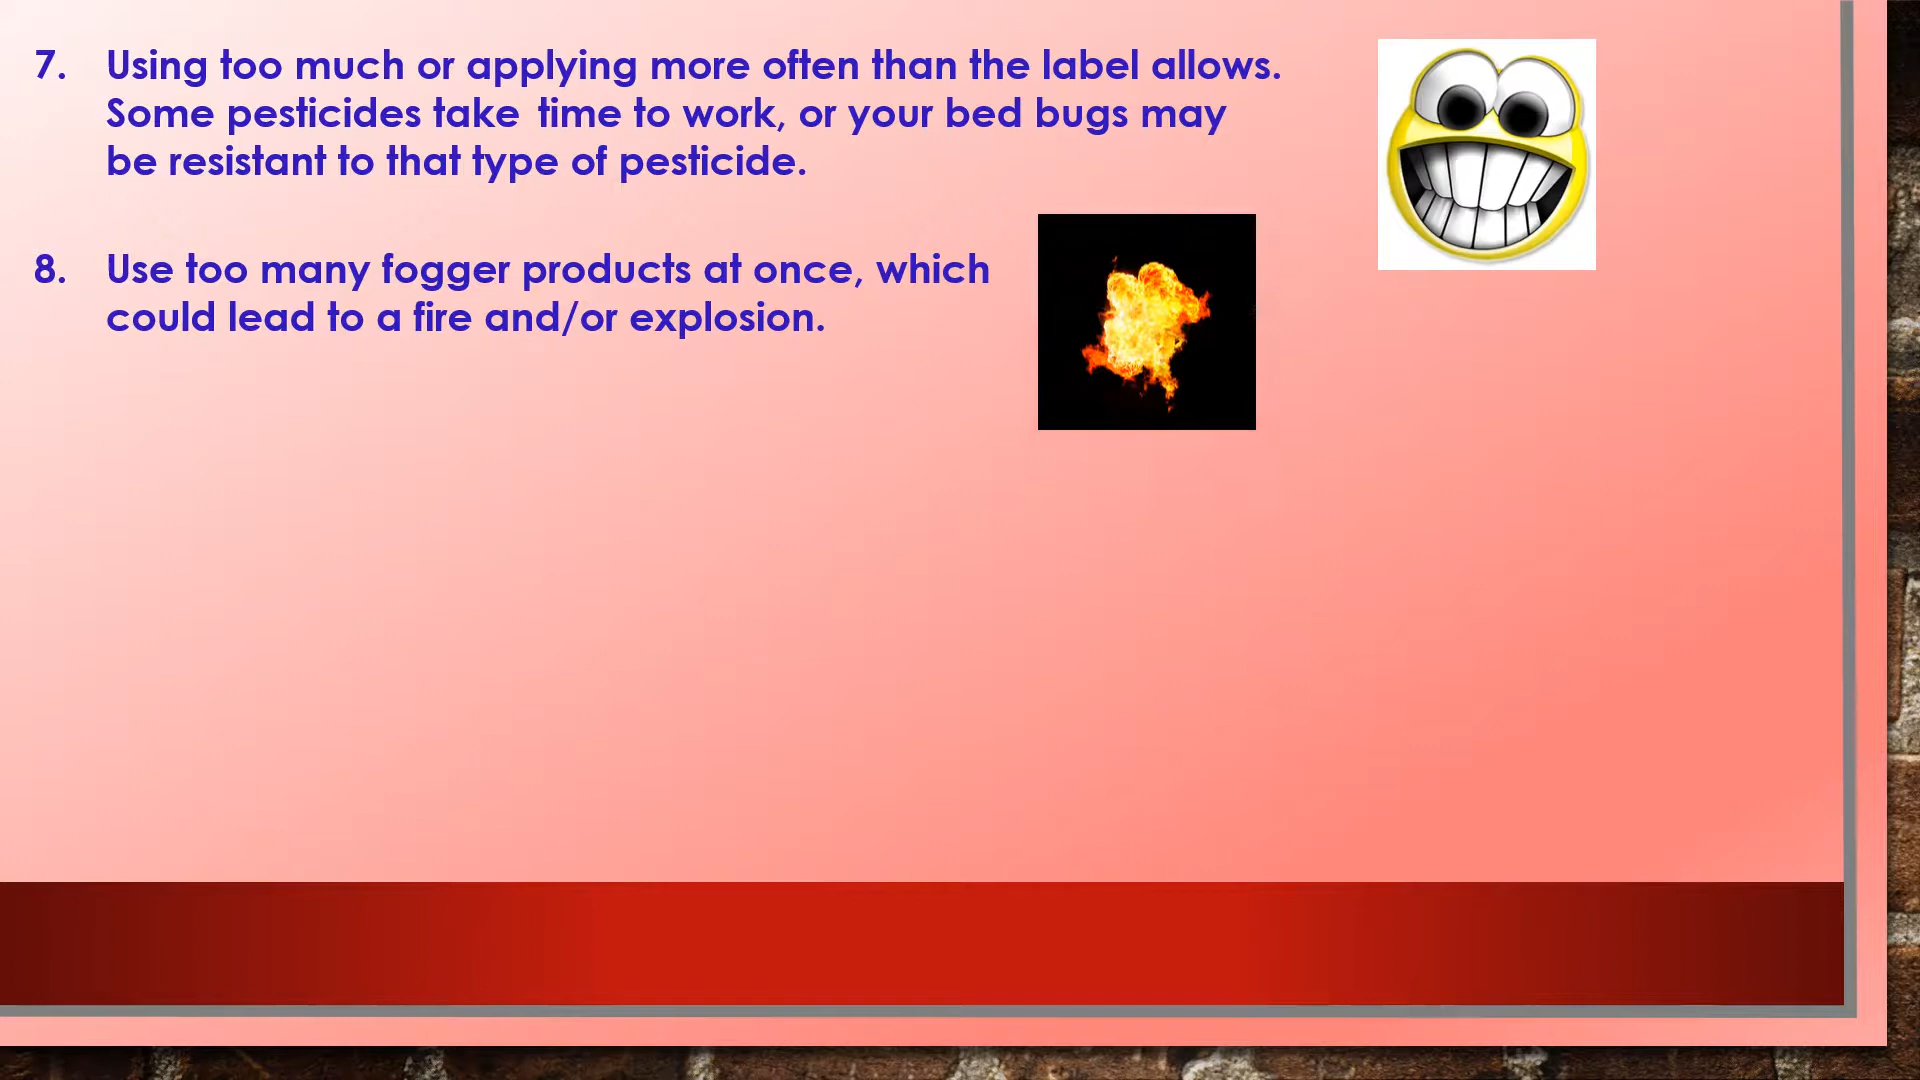 7. Using too much or applying more often than the label allows.
Some pesticides take time to work, or your bed bugs may
be resistant to that type of pesticide.
8. Use too many fogger products at once, which
could lead to a fire and/or explosion.